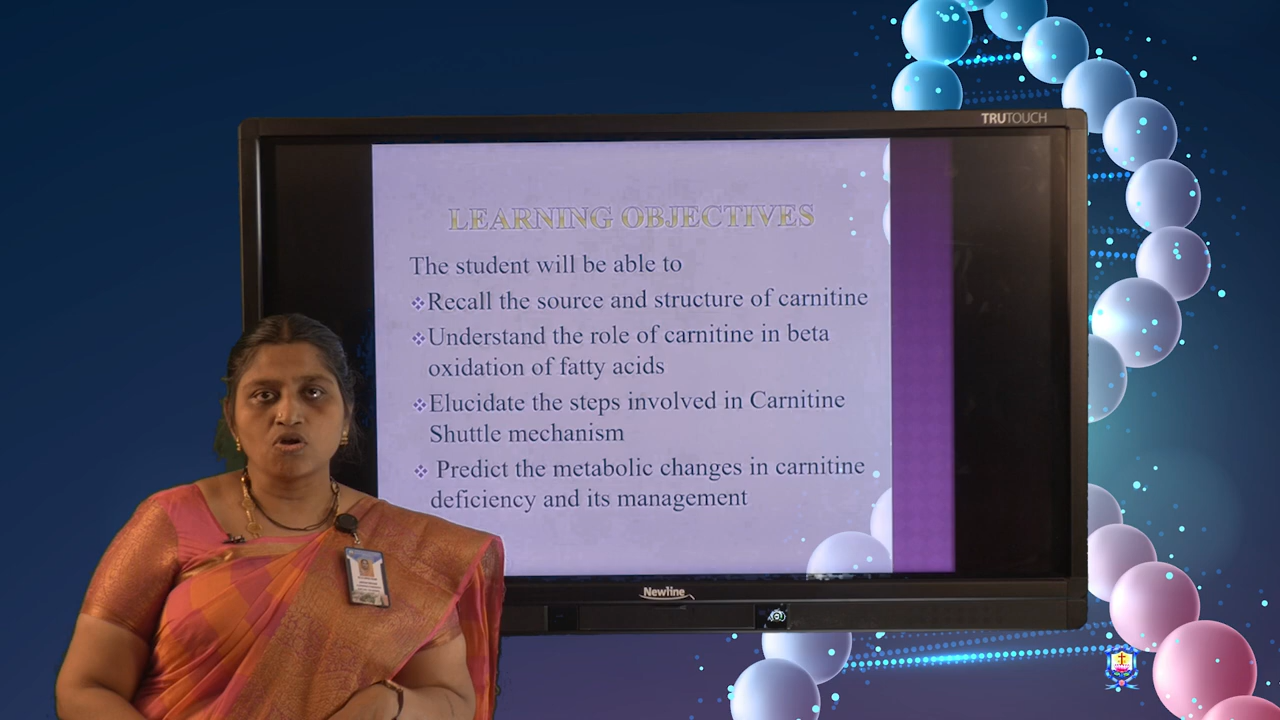 TRUTOUCH
LEARNING OBJECTIVES
The student will be able to
❖Recall the source and structure of carnitine
❖Understand the role of carnitine in beta
oxidation of fatty acids
❖Elucidate the steps involved in Carnitine
Shuttle mechanism
❖ Predict the metabolic changes in carnitine
deficiency and its management
Newline